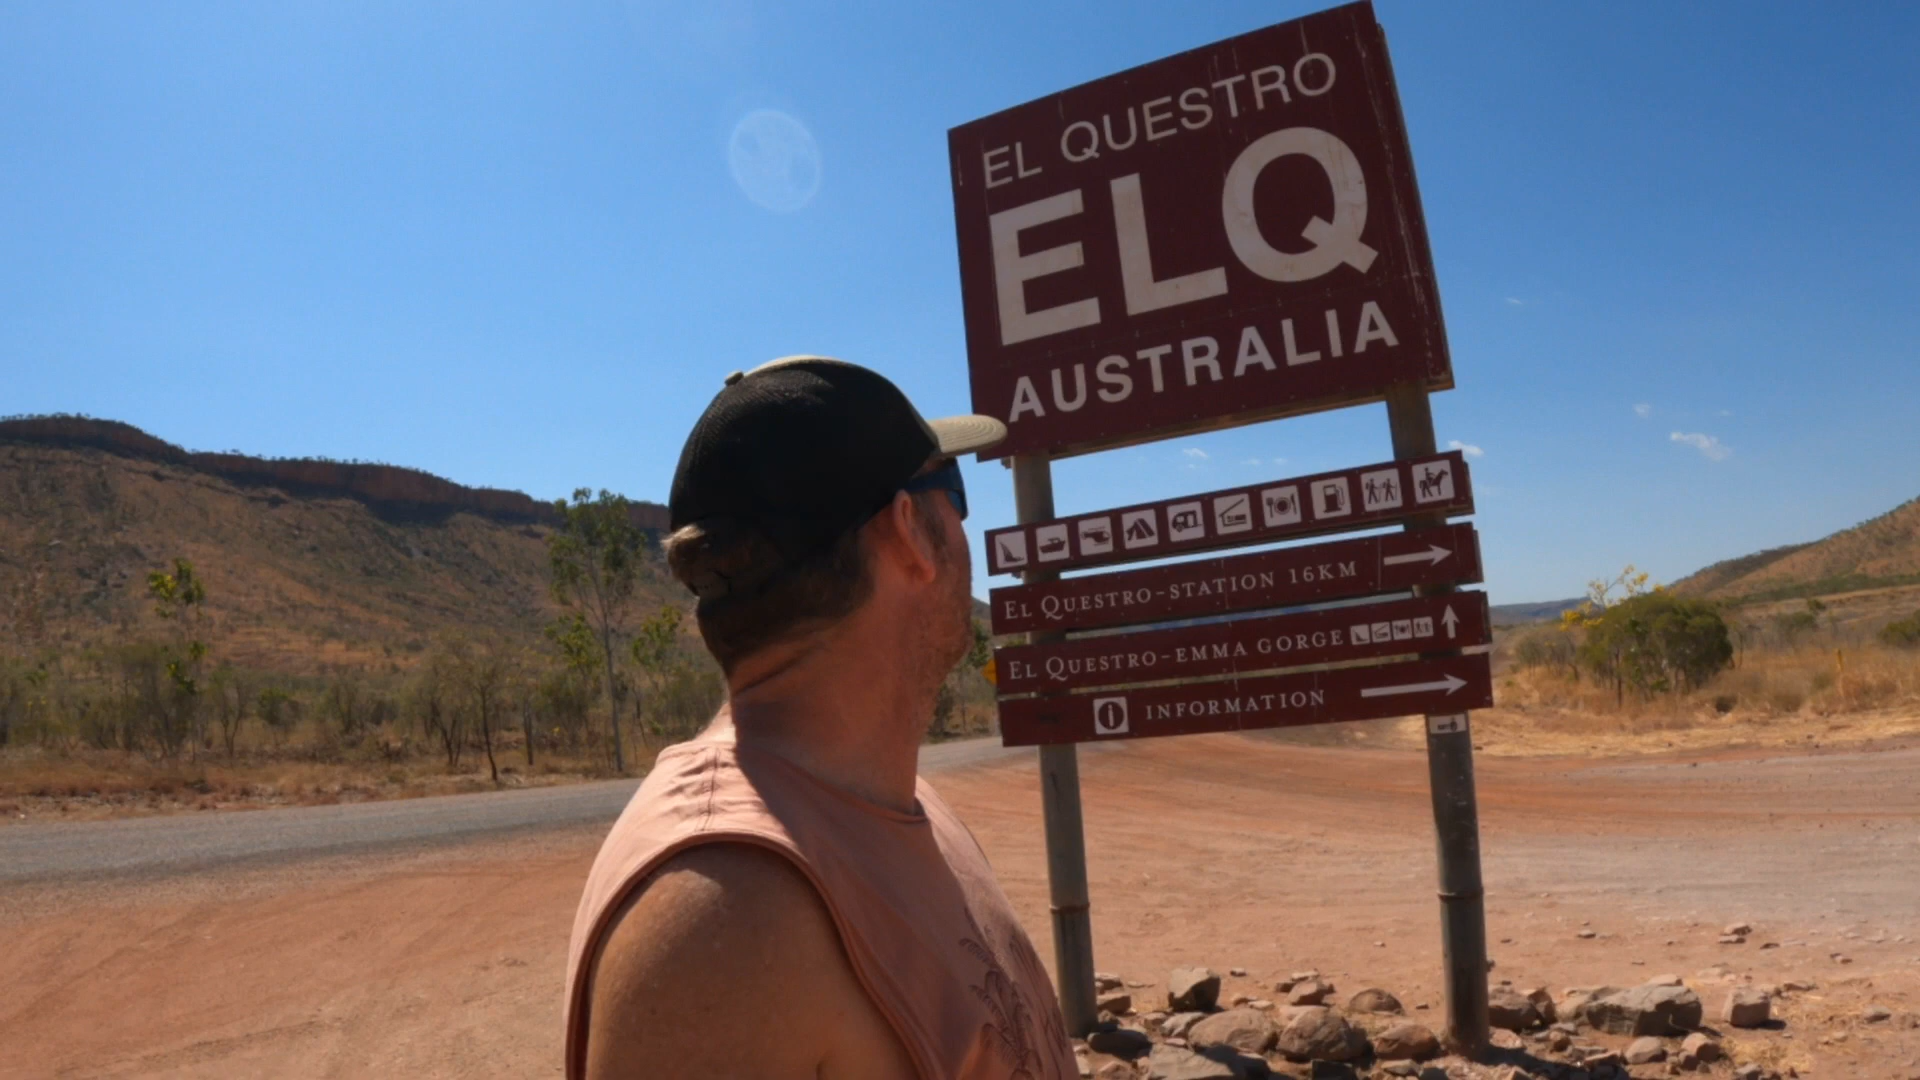 EL QUESTRO
ELQ
AUSTRALIA
EL QUESTRO-STATION 16KM
EL QUESTRO-EMMA GORGE
i INFORMATION